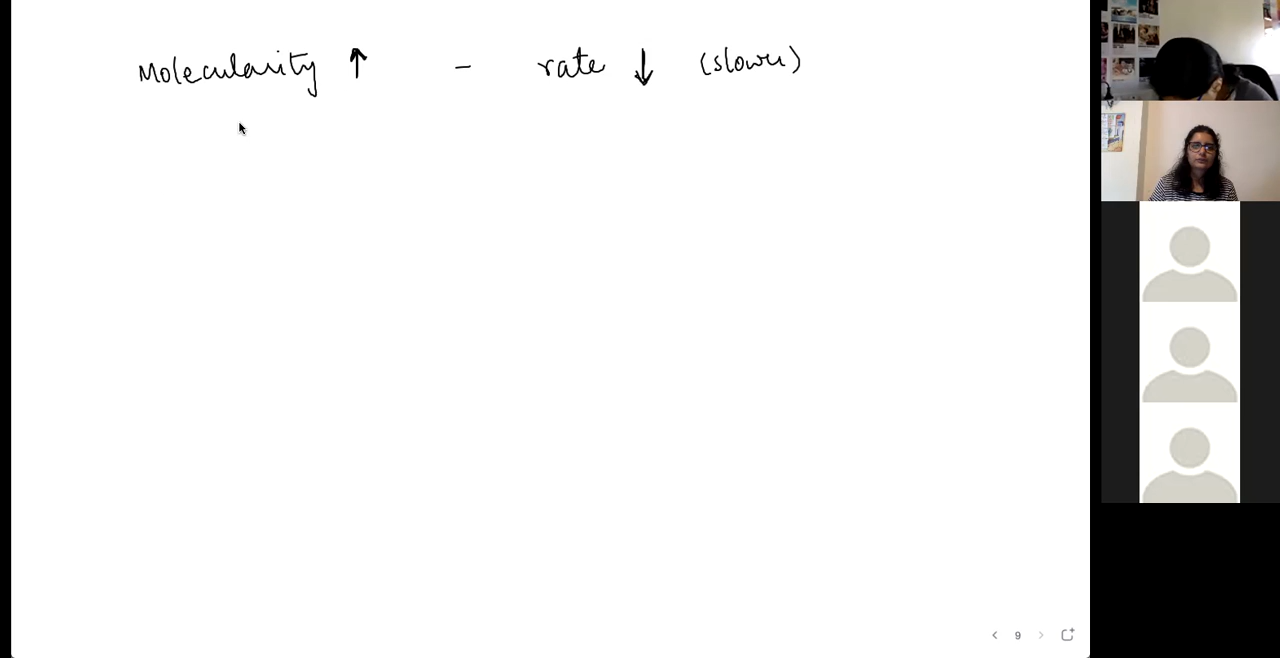 Molecularity ↑ - rate ↓ (slower)
9